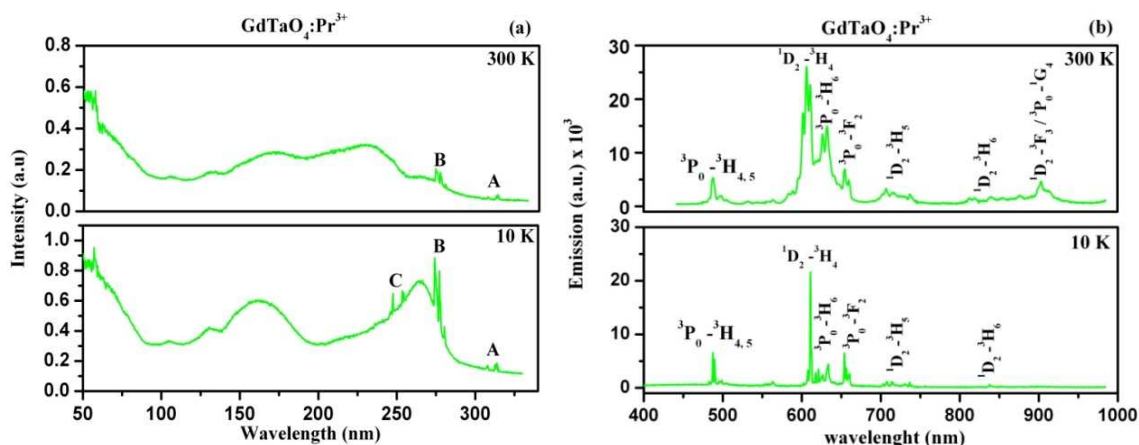 GdTaO₄:Pr³⁺
(a)
300 K
0.8
0.6
0.4
0.2
0.0
B
A
10 K
1.0
0.8
0.6
0.4
0.2
0.0
C
B
A
50 100 150 200 250 300
Wavelength (nm)
Intensity (a.u)
GdTaO₄:Pr³⁺
(b)
300 K
30
20
10
0
³P₀ -³H₄,₅
¹D₂ -³H₄
³P₀-³H₆
³P₀ -³F₂
¹D₂ -³H₅
¹D₂ -³H₆
¹D₂ -³F₃ / ³P₀ -¹G₄
10 K
30
20
10
0
³P₀ -³H₄,₅
¹D₂ -³H₄
³P₀ -³H₆
³P₀ -³F₂
¹D₂ -³H₅
¹D₂ -³H₆
400 500 600 700 800 900 1000
wavelenght (nm)
Emission (a.u.) x 10³